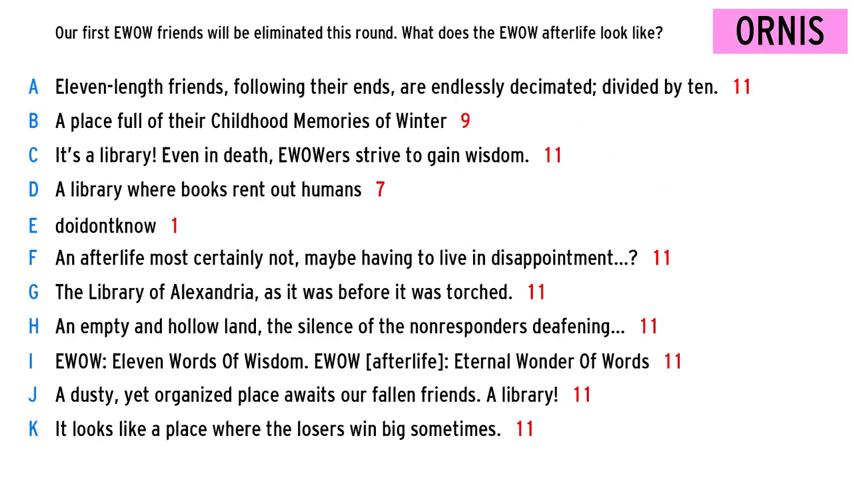 Our first EWOW friends will be eliminated this round. What does the EWOW afterlife look like?
ORNIS
A Eleven-length friends, following their ends, are endlessly decimated; divided by ten. 11
B A place full of their Childhood Memories of Winter 9
C It's a library! Even in death, EWOWers strive to gain wisdom. 11
D A library where books rent out humans 7
E doidontknow 1
F An afterlife most certainly not, maybe having to live in disappointment...? 11
G The Library of Alexandria, as it was before it was torched. 11
H An empty and hollow land, the silence of the nonresponders deafening... 11
I EWOW: Eleven Words Of Wisdom. EWOW [afterlife]: Eternal Wonder Of Words 11
J A dusty, yet organized place awaits our fallen friends. A library! 11
K It looks like a place where the losers win big sometimes. 11